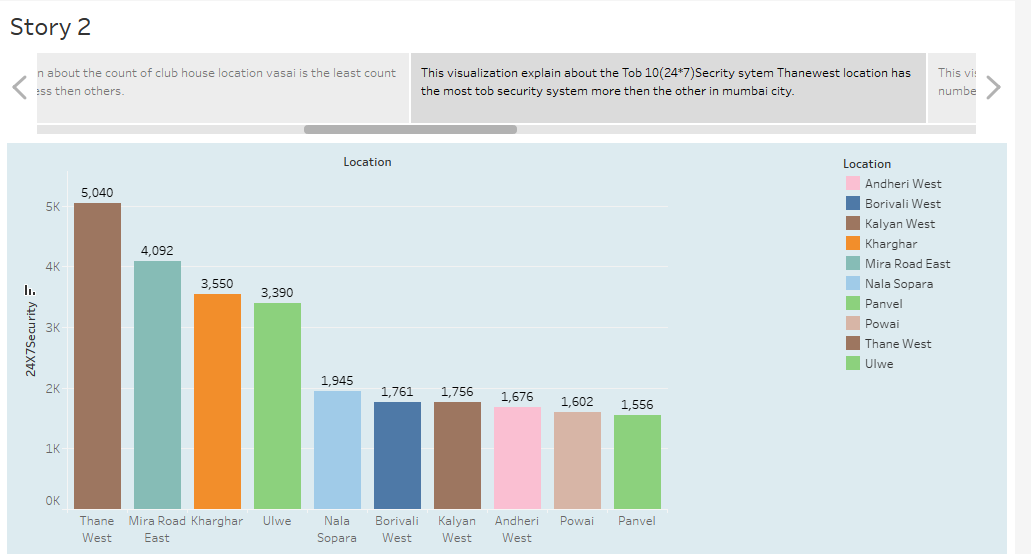 Story 2
n about the count of club house location vasai is the least count
ess then others.
This visualization explain about the Tob 10(24*7)Secrity sytem Thanewest location has
the most tob security system more then the other in mumbai city.
This
numbe
Location
24X7Security
5K
4K
3K
2K
1K
0K
5,040
4,092
3,550
3,390
1,945
1,761
1,756
1,676
1,602
1,556
Thane
West
Mira Road
East
Kharghar
Ulwe
Nala
Sopara
Borivali
West
Kalyan
West
Andheri
West
Powai
Panvel
Location
Andheri West
Borivali West
Kalyan West
Kharghar
Mira Road East
Nala Sopara
Panvel
Powai
Thane West
Ulwe